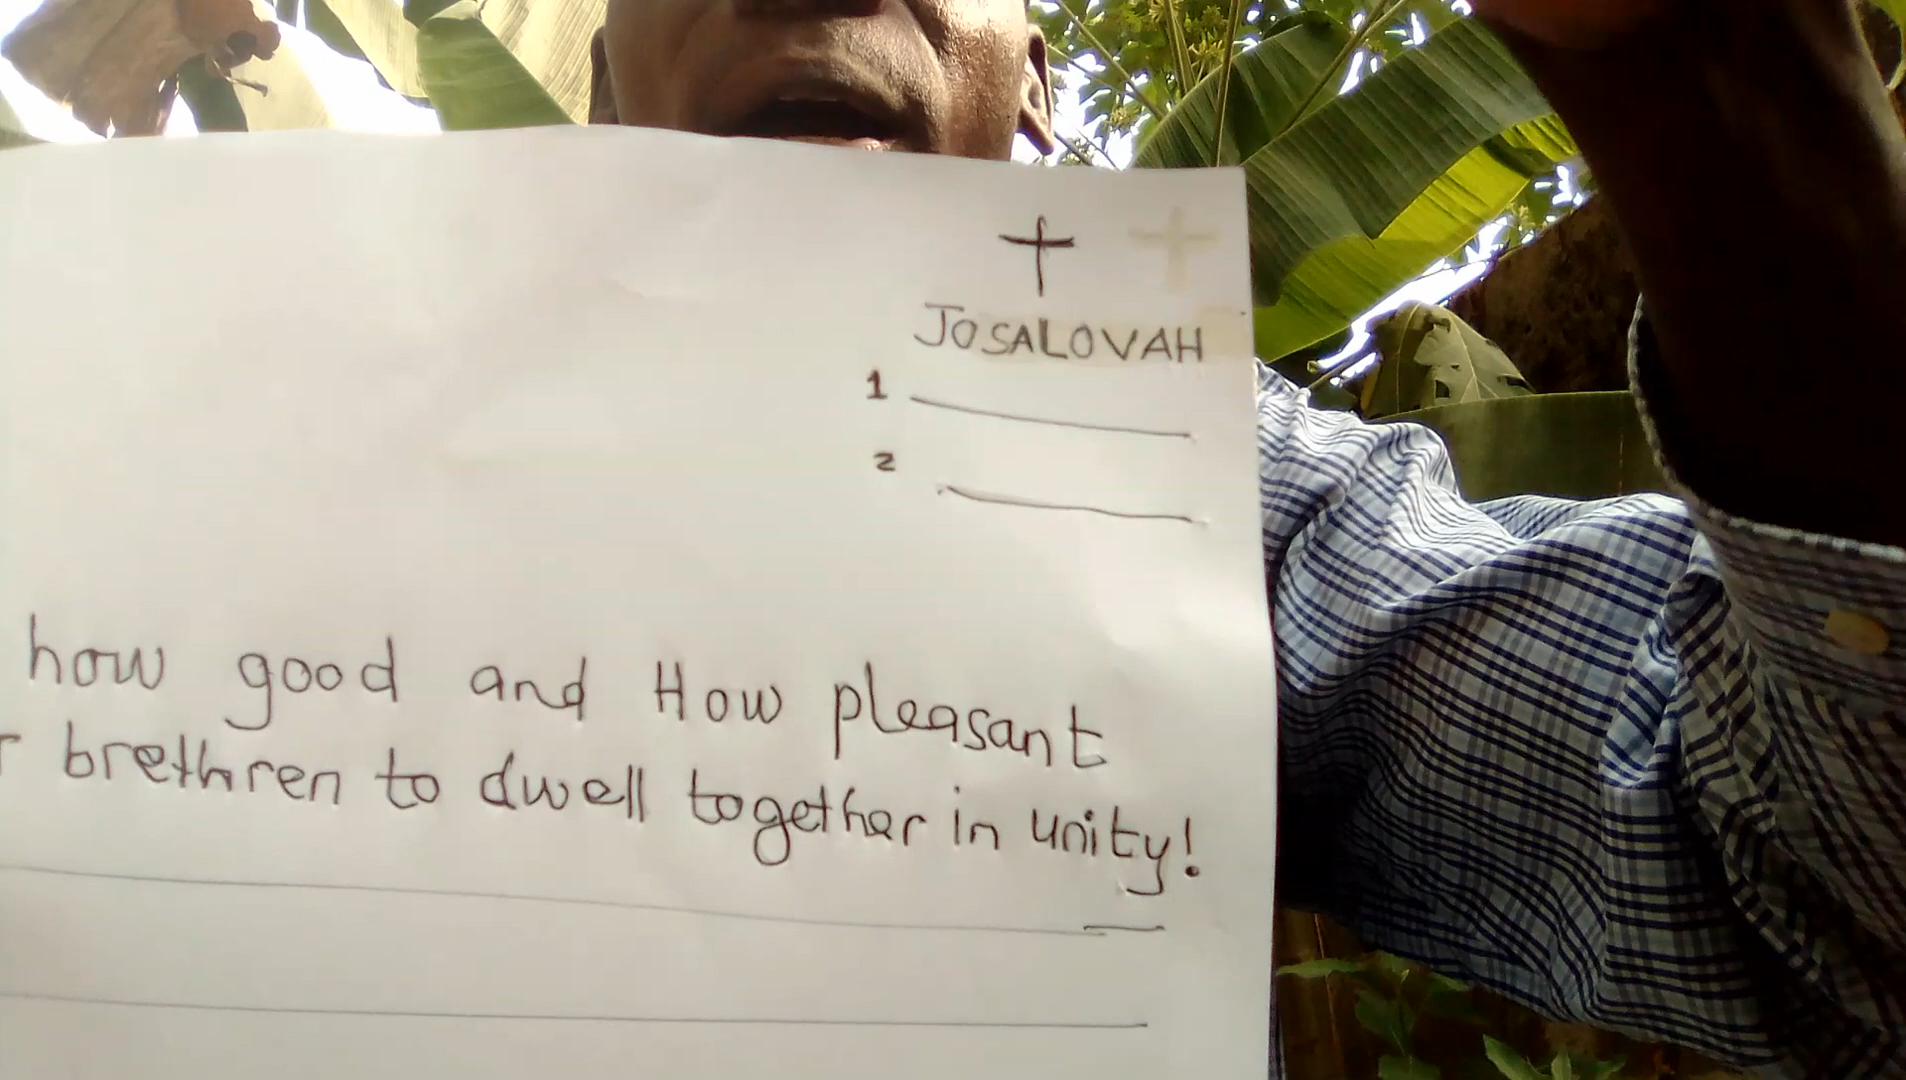 JOSALOVAH
1
2
how good and How pleasant
brethren to dwell together in unity!